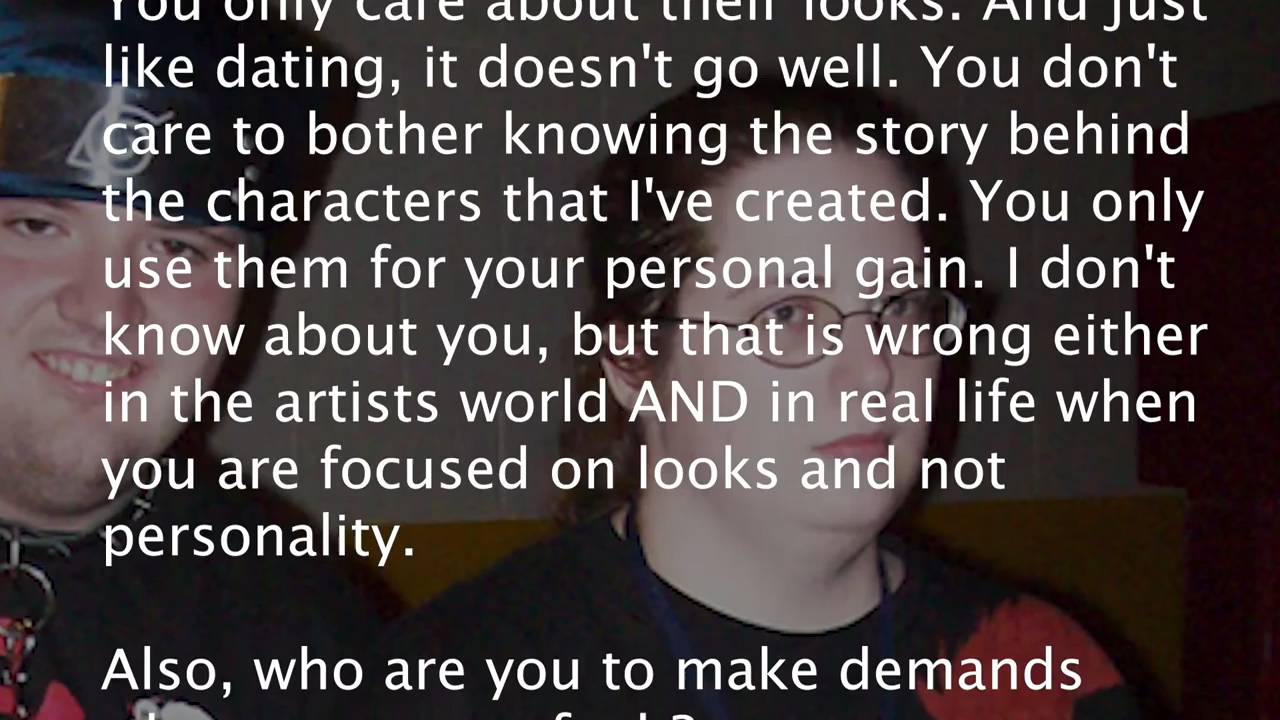 You only care about their looks. And just
like dating, it doesn't go well. You don't
care to bother knowing the story behind
the characters that I've created. You only
use them for your personal gain. I don't
know about you, but that is wrong either
in the artists world AND in real life when
you are focused on looks and not
personality.
Also, who are you to make demands